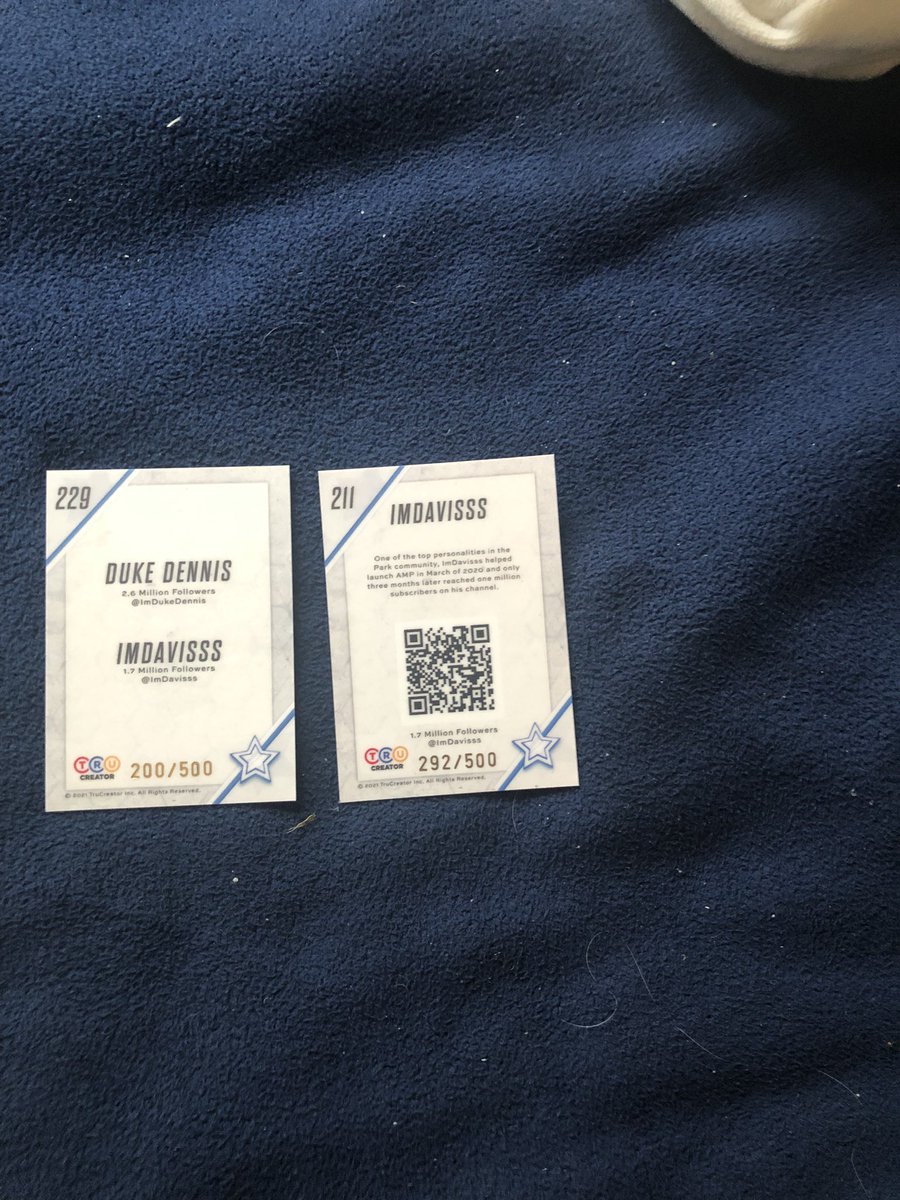 229
DUKE DENNIS
2.6 Million Followers
@ImDukeDennis
IMDAVISSS
1.7 Million Followers
@ImDavisss
TRU
CREATOR
200/500
© 2021 TruCreator Inc. All Rights Reserved.
211
IMDAVISSS
One of the top personalities in the
Park community, ImDavisss helped
launch AMP in March of 2020 and only
three months later reached one million
subscribers on his channel.
1.7 Million Followers
@ImDavisss
TRU
CREATOR
292/500
© 2021 TruCreator Inc. All Rights Reserved.